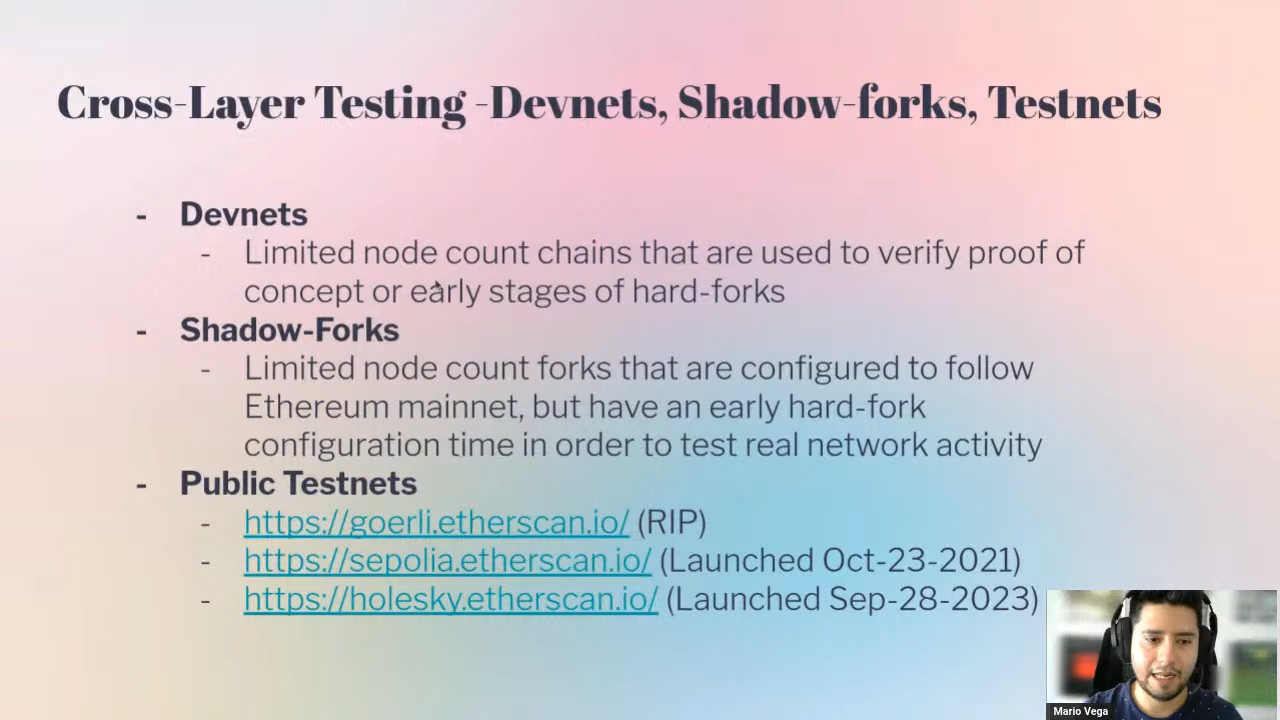 Cross-Layer Testing -Devnets, Shadow-forks, Testnets
- Devnets
- Limited node count chains that are used to verify proof of
concept or early stages of hard-forks
- Shadow-Forks
- Limited node count forks that are configured to follow
Ethereum mainnet, but have an early hard-fork
configuration time in order to test real network activity
- Public Testnets
- https://goerli.etherscan.io/ (RIP)
- https://sepolia.etherscan.io/ (Launched Oct-23-2021)
- https://holesky.etherscan.io/ (Launched Sep-28-2023)
Mario Vega